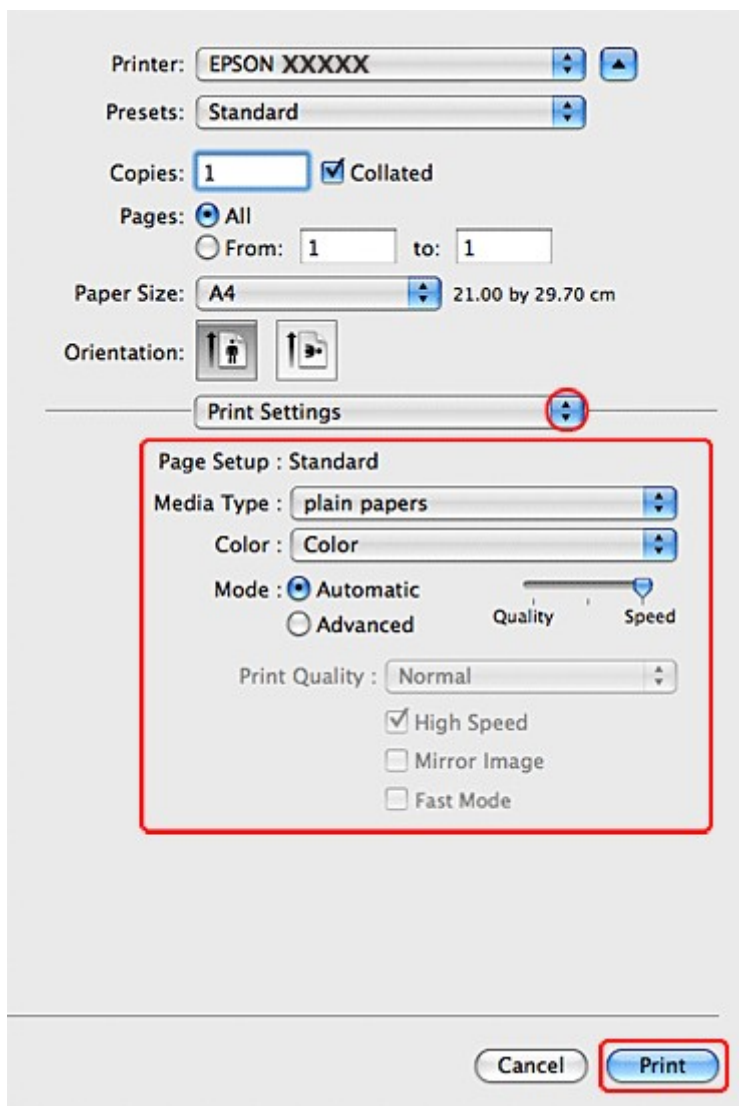 Printer: EPSON XXXXX
Presets: Standard
Copies: 1 Collated
Pages: All
From: 1 to: 1
Paper Size: A4 21.00 by 29.70 cm
Orientation:
Print Settings
Page Setup : Standard
Media Type : plain papers
Color : Color
Mode : Automatic
Advanced Quality Speed
Print Quality : Normal
High Speed
Mirror Image
Fast Mode
Cancel Print